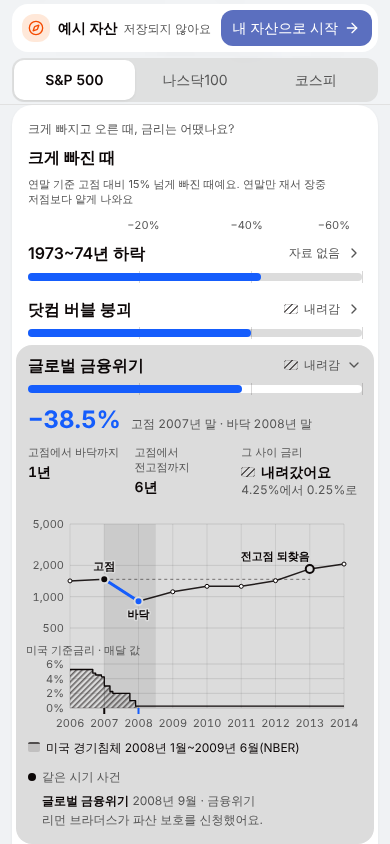 예시 자산 저장되지 않아요 내 자산으로 시작
S&P 500 나스닥100 코스피
크게 빠지고 오른 때, 금리는 어땠나요?
크게 빠진 때
연말 기준 고점 대비 15% 넘게 빠진 때예요. 연말만 재서 장중
저점보다 얕게 나와요
−20% −40% −60%
1973~74년 하락 자료 없음
닷컴 버블 붕괴 내려감
글로벌 금융위기 내려감
−38.5% 고점 2007년 말 · 바닥 2008년 말
고점에서 바닥까지
1년
고점에서
전고점까지
6년
그 사이 금리
내려갔어요
4.25%에서 0.25%로
5,000
2,000
1,000
500
고점
바닥
전고점 되찾음
미국 기준금리 · 매달 값
6%
4%
2%
0%
2006 2007 2008 2009 2010 2011 2012 2013 2014
미국 경기침체 2008년 1월~2009년 6월(NBER)
같은 시기 사건
글로벌 금융위기 2008년 9월 · 금융위기
리먼 브라더스가 파산 보호를 신청했어요.